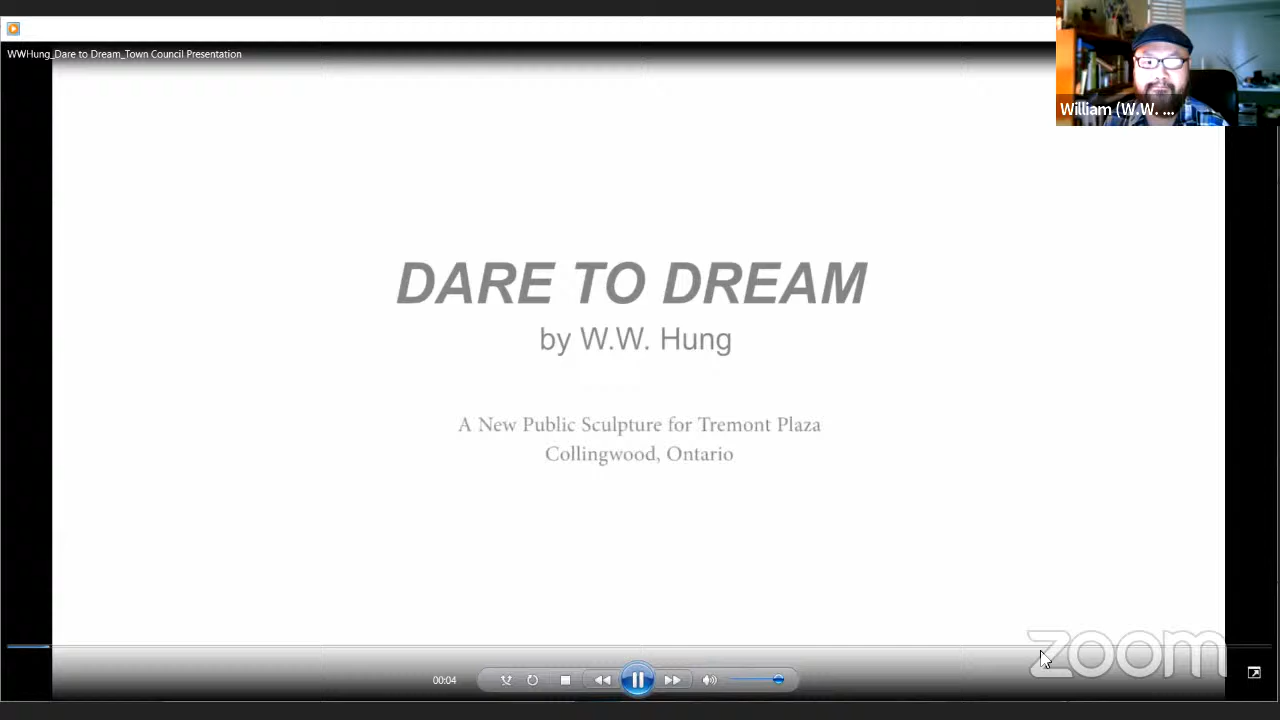 WWHung_Dare to Dream_Town Council Presentation
William (W.W. ...
DARE TO DREAM
by W.W. Hung
A New Public Sculpture for Tremont Plaza
Collingwood, Ontario
zoom
00:04